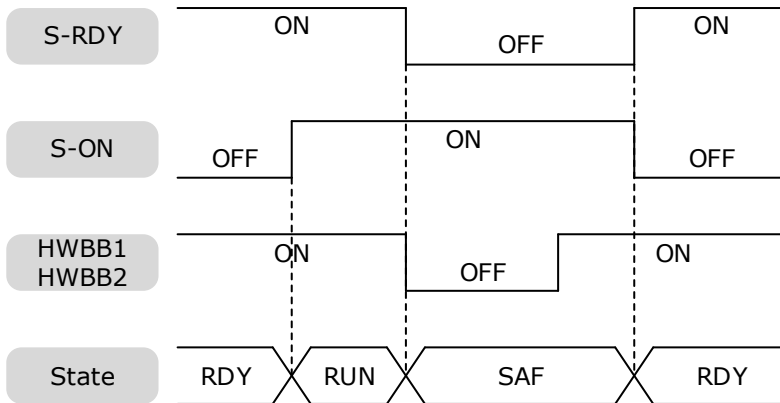 S-RDY
ON
OFF
ON
S-ON
OFF
ON
OFF
HWBB1
HWBB2
ON
OFF
ON
State
RDY
RUN
SAF
RDY